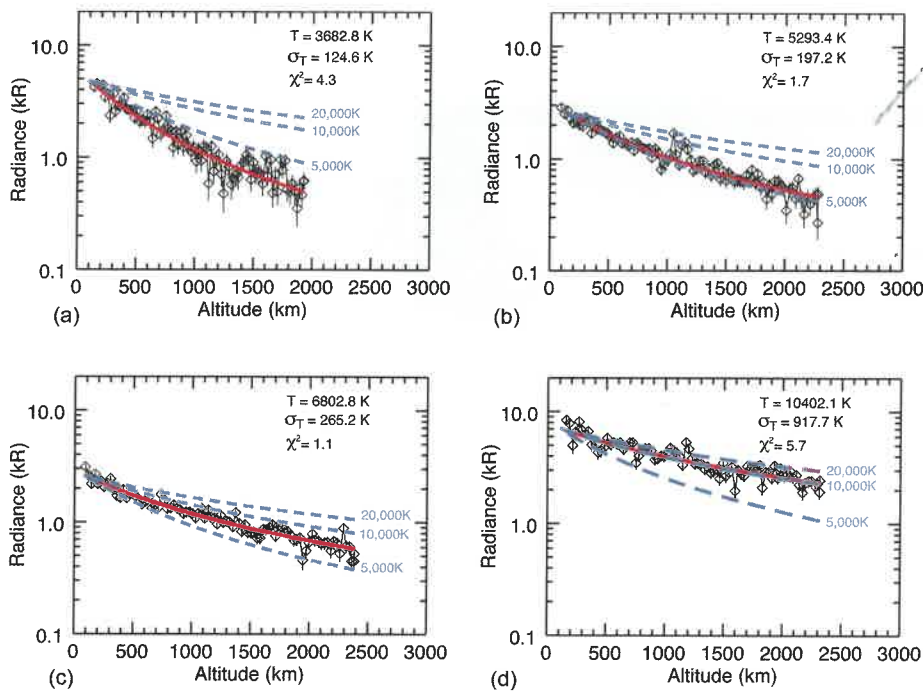 10.0
1.0
0.1
Radiance (kR)
T = 3682.8 K
σT = 124.6 K
χ²= 4.3
20,000K
10,000K
5,000K
0 500 1000 1500 2000 2500 3000
Altitude (km)
(a)
10.0
1.0
0.1
Radiance (kR)
T = 5293.4 K
σT = 197.2 K
χ²= 1.7
20,000K
10,000K
5,000K
0 500 1000 1500 2000 2500 3000
Altitude (km)
(b)
10.0
1.0
0.1
Radiance (kR)
T = 6802.8 K
σT = 265.2 K
χ²= 1.1
20,000K
10,000K
5,000K
0 500 1000 1500 2000 2500 3000
Altitude (km)
(c)
10.0
1.0
0.1
Radiance (kR)
T = 10402.1 K
σT = 917.7 K
χ²= 5.7
20,000K
10,000K
5,000K
0 500 1000 1500 2000 2500 3000
Altitude (km)
(d)